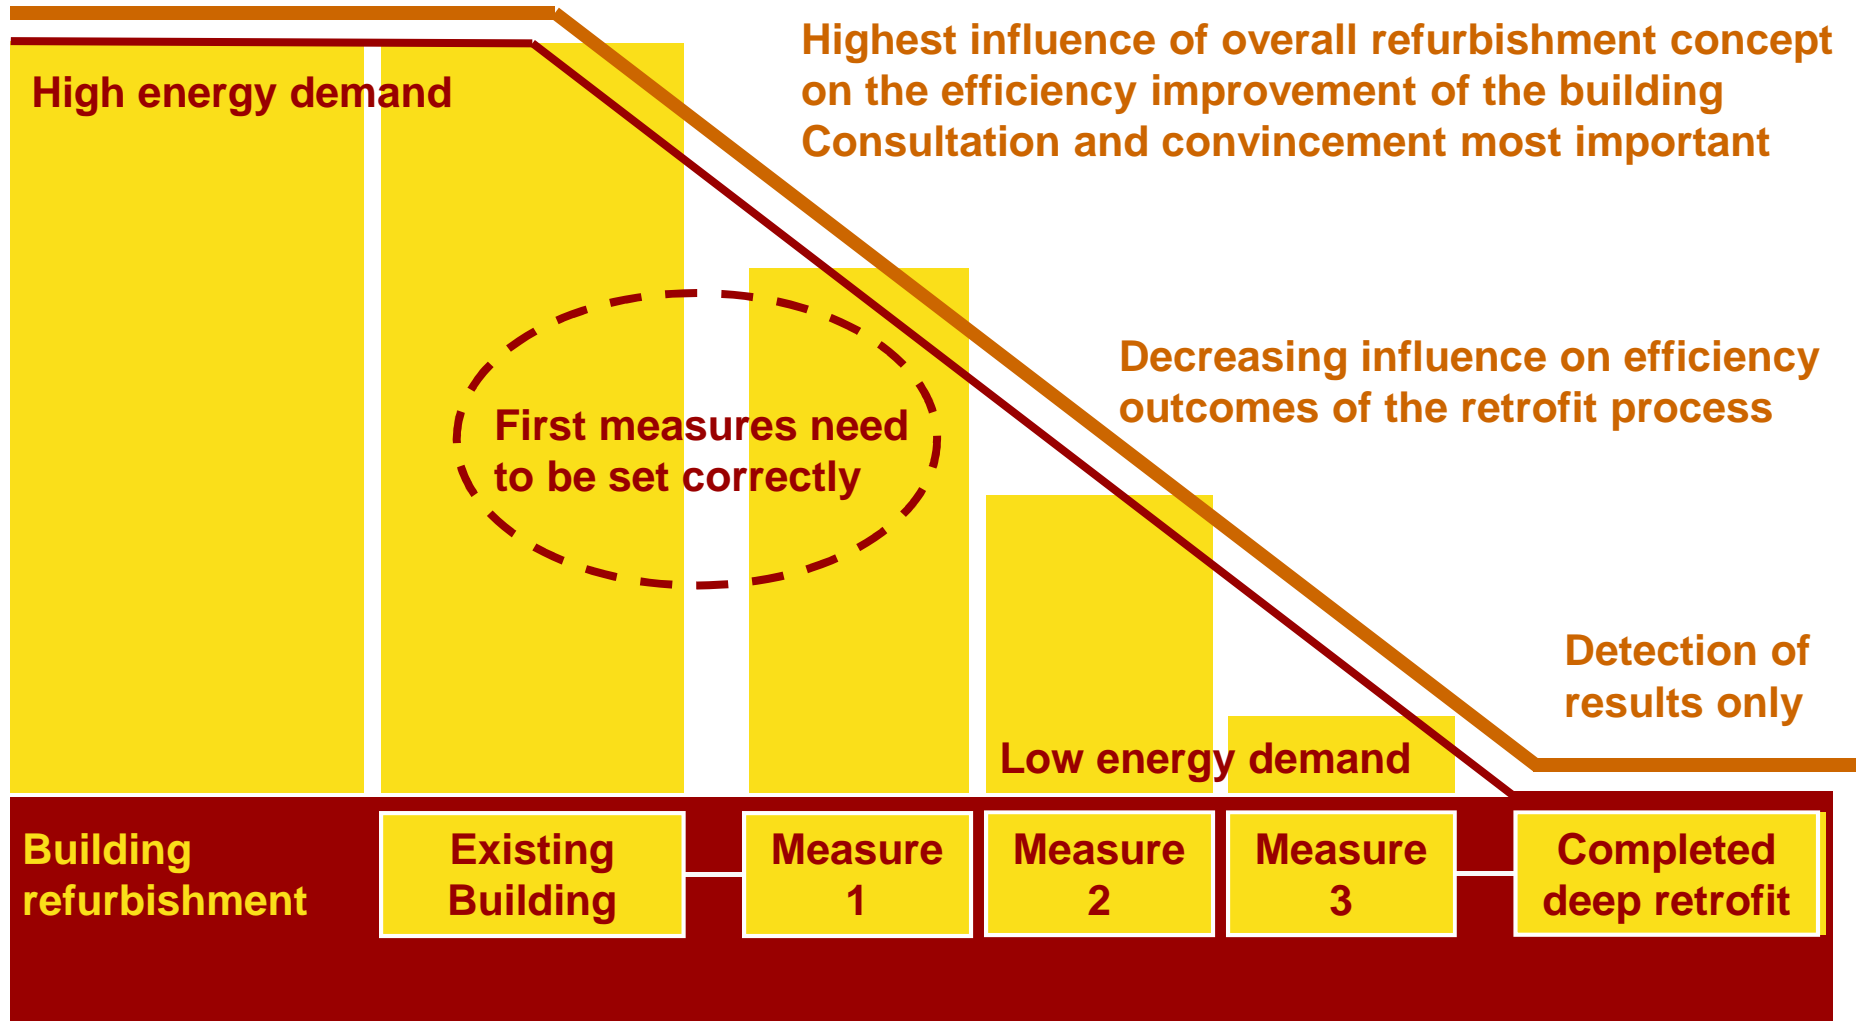 Highest influence of overall refurbishment concept
on the efficiency improvement of the building
Consultation and convincement most important
High energy demand
Decreasing influence on efficiency
outcomes of the retrofit process
First measures need
to be set correctly
Detection of
results only
Low energy demand
Building
refurbishment
Existing
Building
Measure
1
Measure
2
Measure
3
Completed
deep retrofit